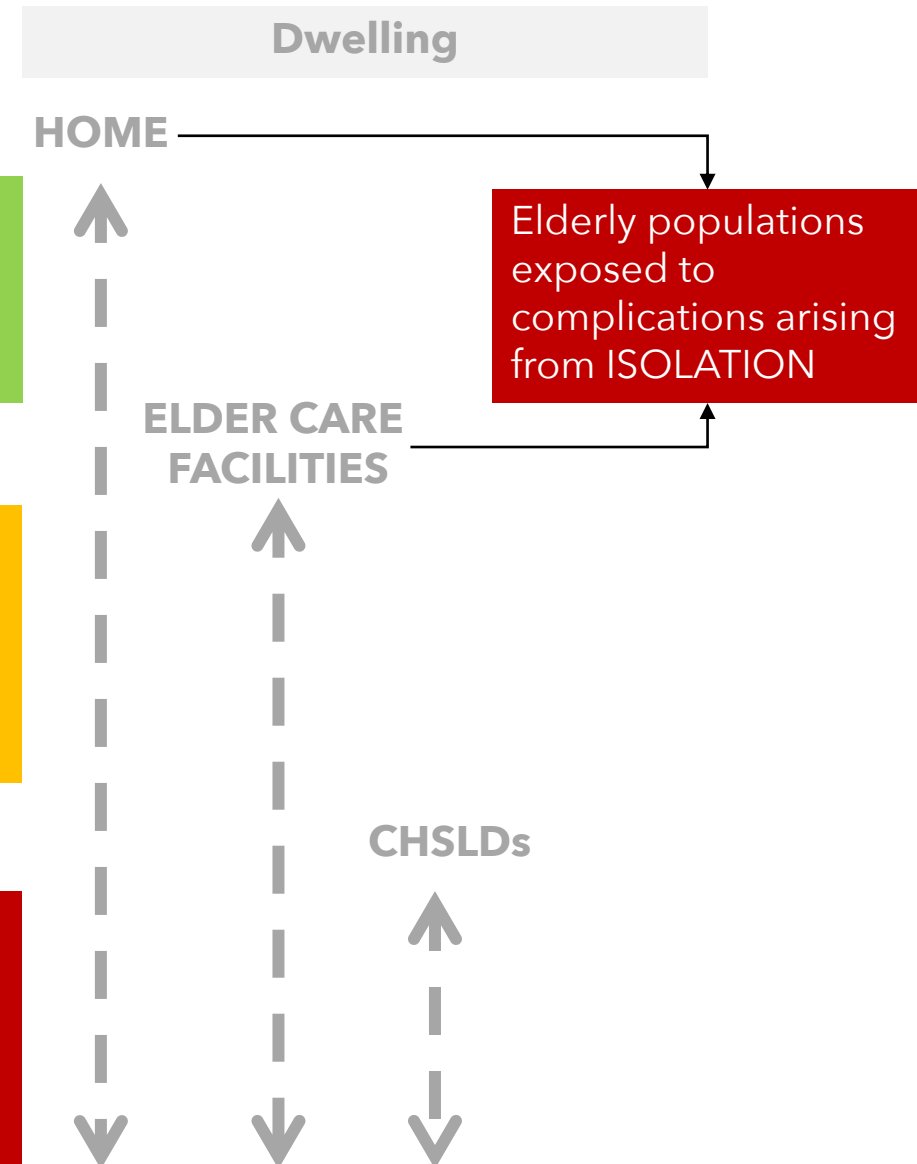 Dwelling
HOME
Elderly populations
exposed to
complications arising
from ISOLATION
ELDER CARE
FACILITIES
CHSLDs